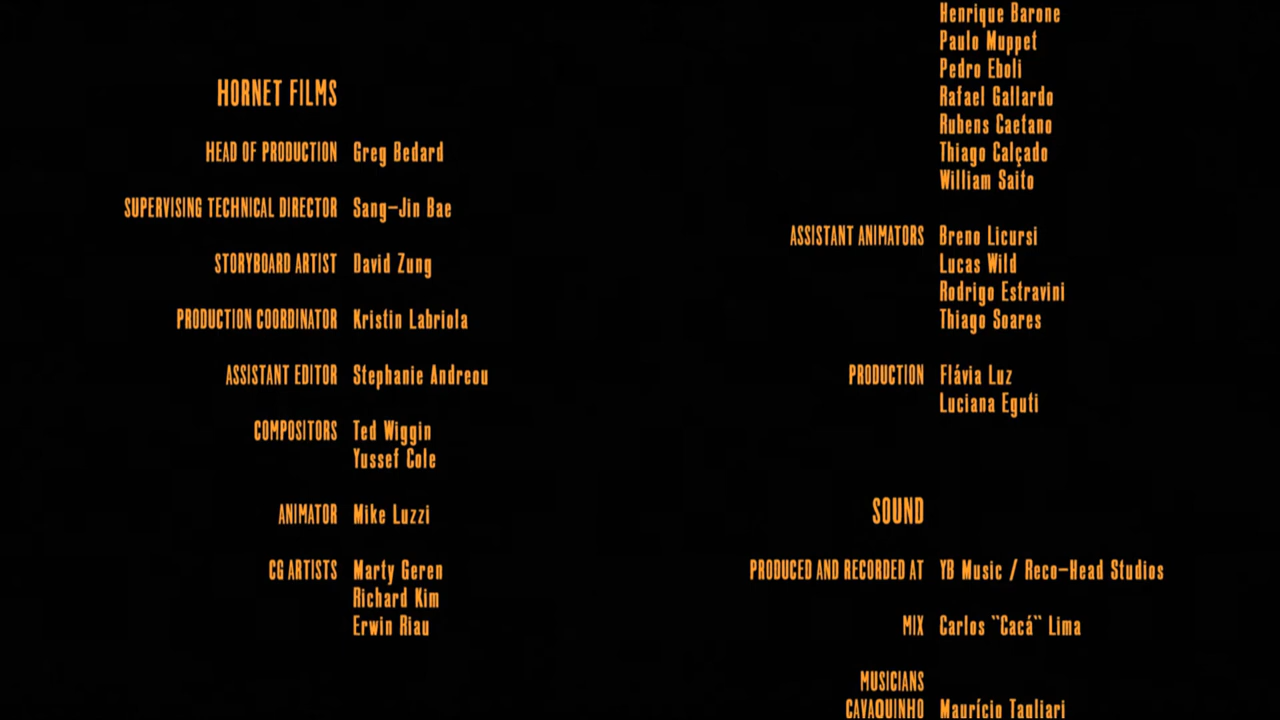 HORNET FILMS
HEAD OF PRODUCTION Greg Bedard
SUPERVISING TECHNICAL DIRECTOR Sang-Jin Bae
STORYBOARD ARTIST David Zung
PRODUCTION COORDINATOR Kristin Labriola
ASSISTANT EDITOR Stephanie Andreou
COMPOSITORS Ted Wiggin
Yussef Cole
ANIMATOR Mike Luzzi
CG ARTISTS Marty Geren
Richard Kim
Erwin Riau
Henrique Barone
Paulo Muppet
Pedro Eboli
Rafael Gallardo
Rubens Caetano
Thiago Calçado
William Saito
ASSISTANT ANIMATORS Breno Licursi
Lucas Wild
Rodrigo Estravini
Thiago Soares
PRODUCTION Flávia Luz
Luciana Eguti
SOUND
PRODUCED AND RECORDED AT YB Music / Reco-Head Studios
MIX Carlos "Cacá" Lima
MUSICIANS
CAVAQUINHO Maurício Tagliari